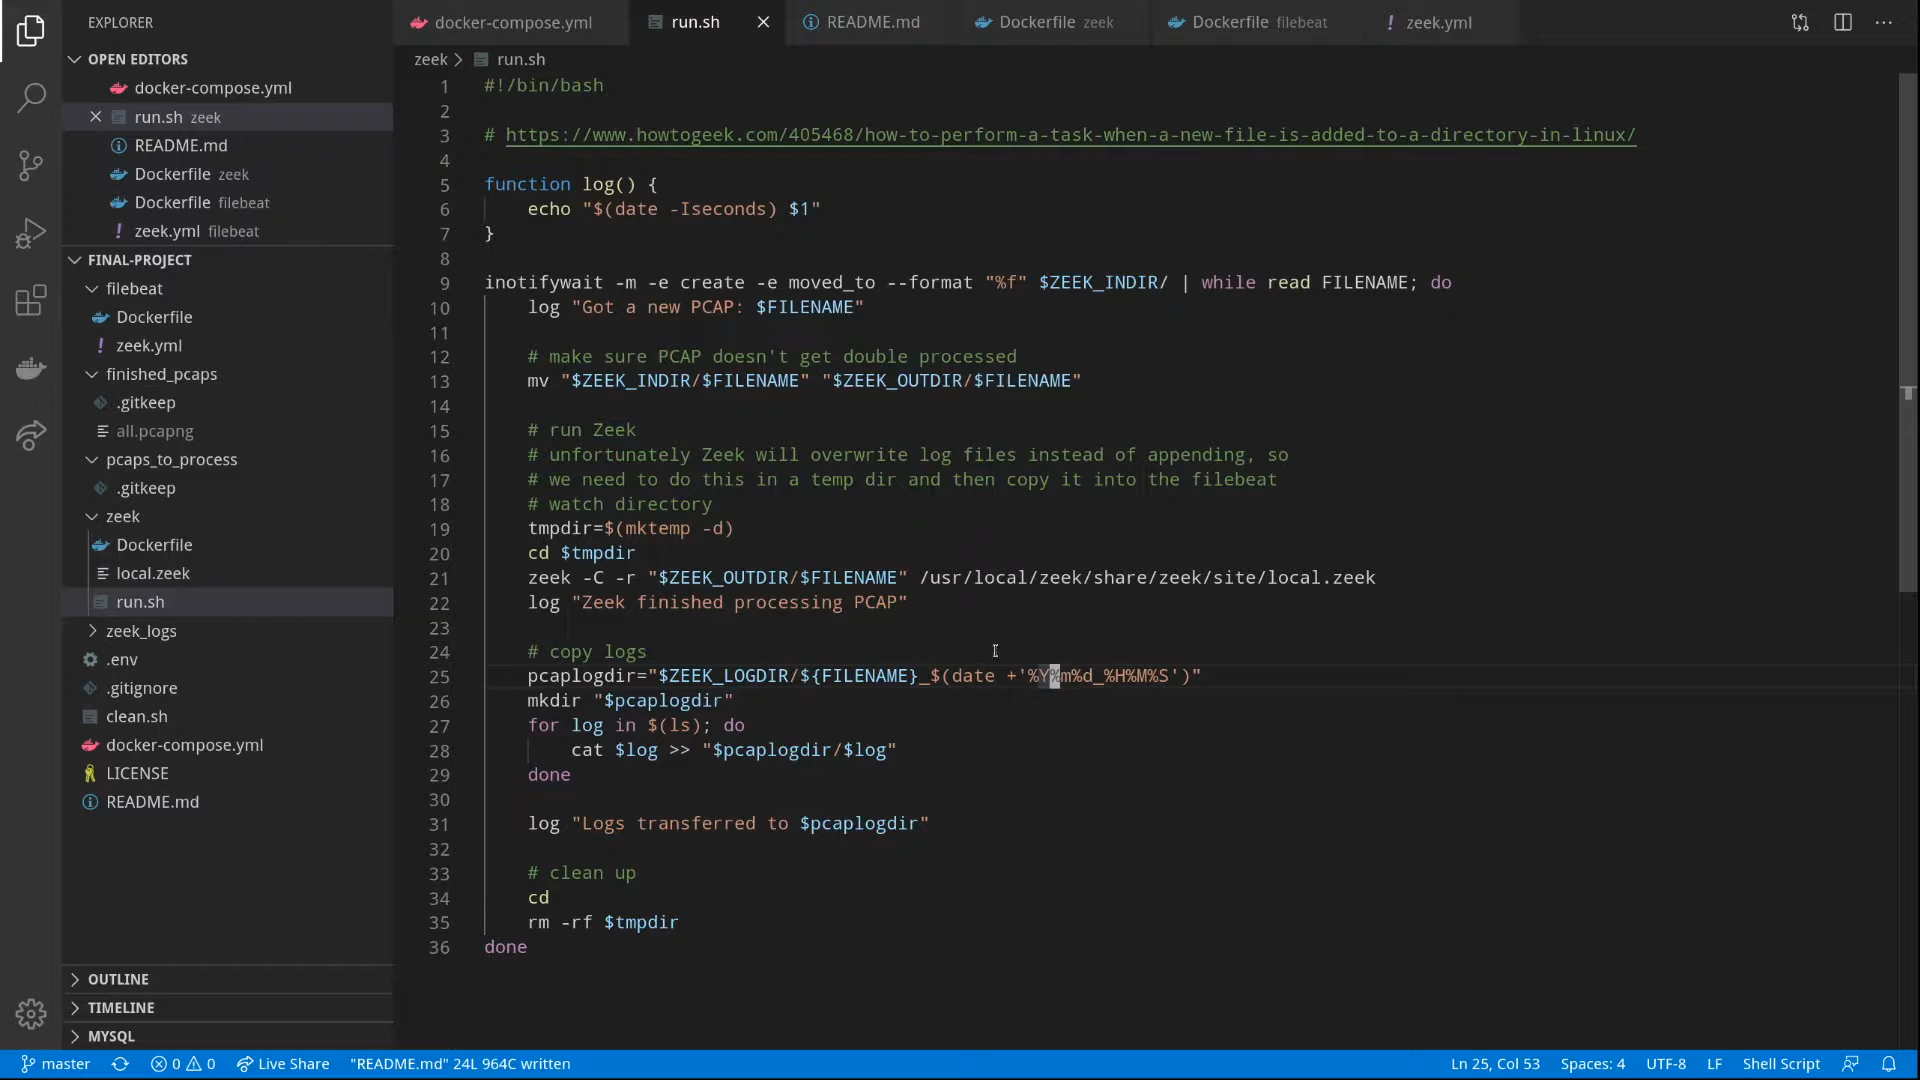 EXPLORER
OPEN EDITORS
docker-compose.yml
run.sh zeek
README.md
Dockerfile zeek
Dockerfile filebeat
zeek.yml filebeat
FINAL-PROJECT
filebeat
Dockerfile
zeek.yml
finished_pcaps
.gitkeep
all.pcapng
pcaps_to_process
.gitkeep
zeek
Dockerfile
local.zeek
run.sh
zeek_logs
.env
.gitignore
clean.sh
docker-compose.yml
LICENSE
README.md
OUTLINE
TIMELINE
MYSQL
docker-compose.yml run.sh README.md Dockerfile zeek Dockerfile filebeat ! zeek.yml
zeek > run.sh
1 #!/bin/bash
2
3 # https://www.howtogeek.com/405468/how-to-perform-a-task-when-a-new-file-is-added-to-a-directory-in-linux/
4
5 function log() {
6 echo "$(date -Iseconds) $1"
7 }
8
9 inotifywait -m -e create -e moved_to --format "%f" $ZEEK_INDIR/ | while read FILENAME; do
10 log "Got a new PCAP: $FILENAME"
11
12 # make sure PCAP doesn't get double processed
13 mv "$ZEEK_INDIR/$FILENAME" "$ZEEK_OUTDIR/$FILENAME"
14
15 # run Zeek
16 # unfortunately Zeek will overwrite log files instead of appending, so
17 # we need to do this in a temp dir and then copy it into the filebeat
18 # watch directory
19 tmpdir=$(mktemp -d)
20 cd $tmpdir
21 zeek -C -r "$ZEEK_OUTDIR/$FILENAME" /usr/local/zeek/share/zeek/site/local.zeek
22 log "Zeek finished processing PCAP"
23
24 # copy logs
25 pcaplogdir="$ZEEK_LOGDIR/${FILENAME}_$(date +'%Y%m%d_%H%M%S')"
26 mkdir "$pcaplogdir"
27 for log in $(ls); do
28 cat $log >> "$pcaplogdir/$log"
29 done
30
31 log "Logs transferred to $pcaplogdir"
32
33 # clean up
34 cd
35 rm -rf $tmpdir
36 done
master 0 0 Live Share "README.md" 24L 964C written Ln 25, Col 53 Spaces: 4 UTF-8 LF Shell Script